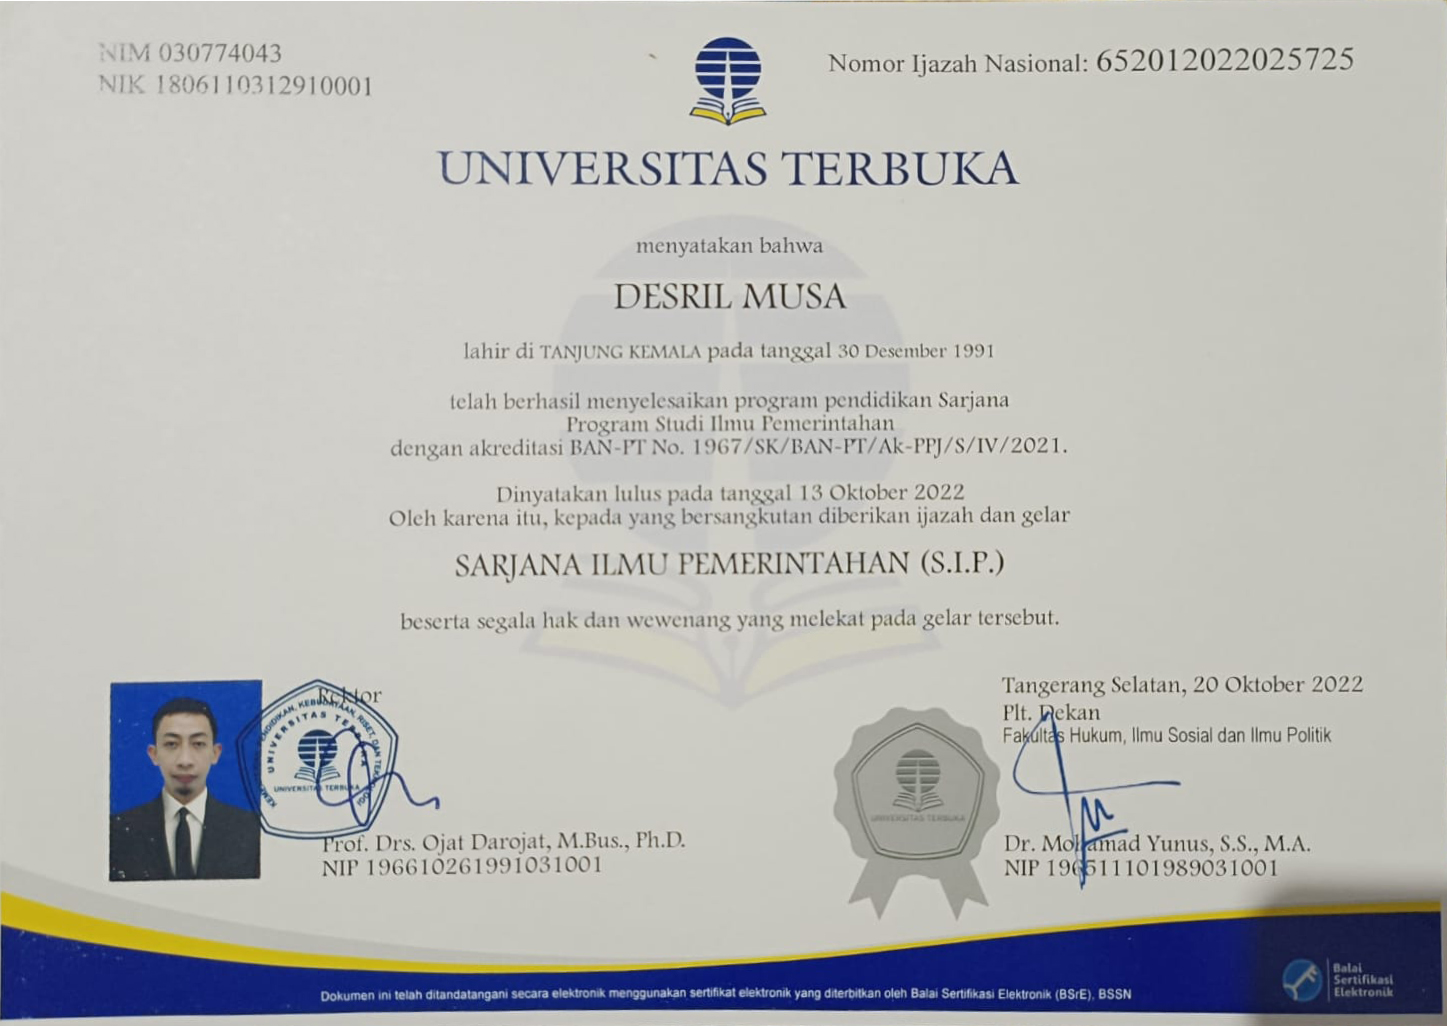 NIM 030774043
NIK 1806110312910001
Nomor Ijazah Nasional: 652012022025725
UNIVERSITAS TERBUKA
menyatakan bahwa
DESRIL MUSA
lahir di TANJUNG KEMALA pada tanggal 30 Desember 1991
telah berhasil menyelesaikan program pendidikan Sarjana
Program Studi Ilmu Pemerintahan
dengan akreditasi BAN-PT No. 1967/SK/BAN-PT/Ak-PPJ/S/IV/2021.
Dinyatakan lulus pada tanggal 13 Oktober 2022
Oleh karena itu, kepada yang bersangkutan diberikan ijazah dan gelar
SARJANA ILMU PEMERINTAHAN (S.I.P.)
beserta segala hak dan wewenang yang melekat pada gelar tersebut.
Rektor
UNIVERSITAS TERBUKA
UNIVERSITAS TERBUKA
Prof. Drs. Ojat Darojat, M.Bus., Ph.D.
NIP 196610261991031001
UNIVERSITAS TERBUKA
Tangerang Selatan, 20 Oktober 2022
Plt. Dekan
Fakultas Hukum, Ilmu Sosial dan Ilmu Politik
Dr. Mohamad Yunus, S.S., M.A.
NIP 196511101989031001
Dokumen ini telah ditandatangani secara elektronik menggunakan sertifikat elektronik yang diterbitkan oleh Balai Sertifikasi Elektronik (BSrE), BSSN
Balai
Sertifikasi
Elektronik